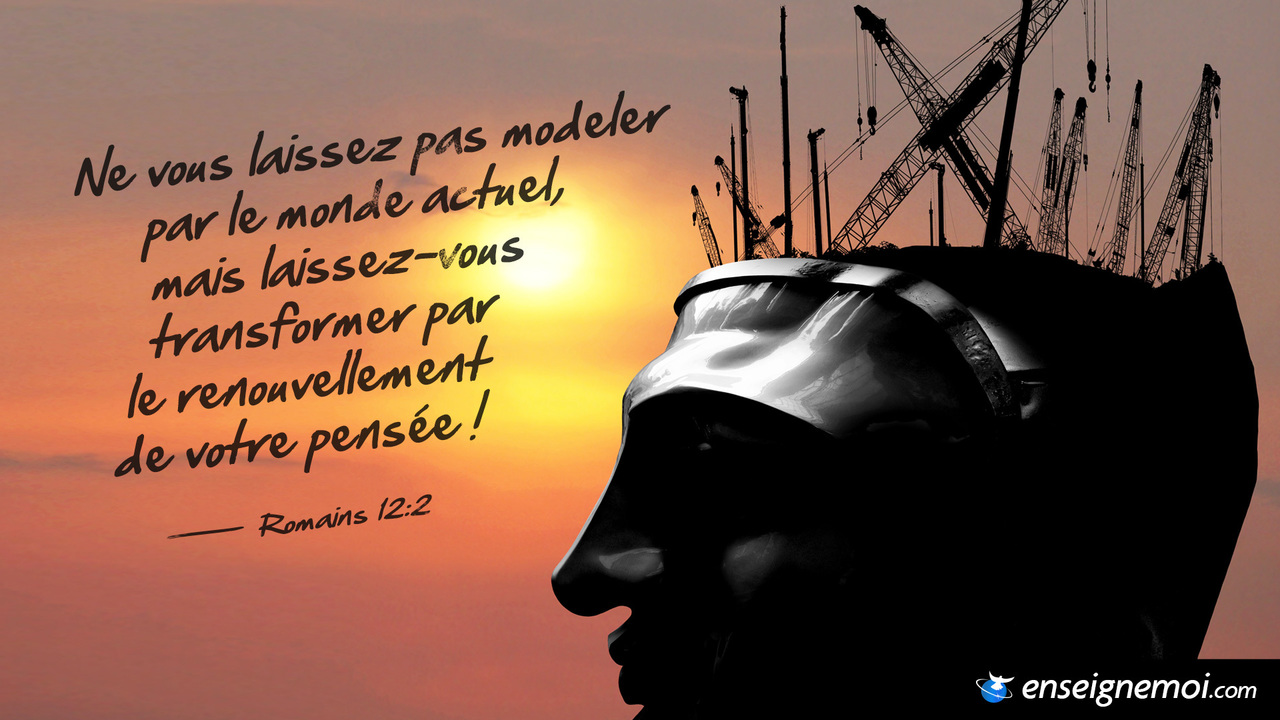 Ne vous laissez pas modeler
par le monde actuel,
mais laissez-vous
transformer par
le renouvellement
de votre pensée !
— Romains 12:2
enseignemoi.com